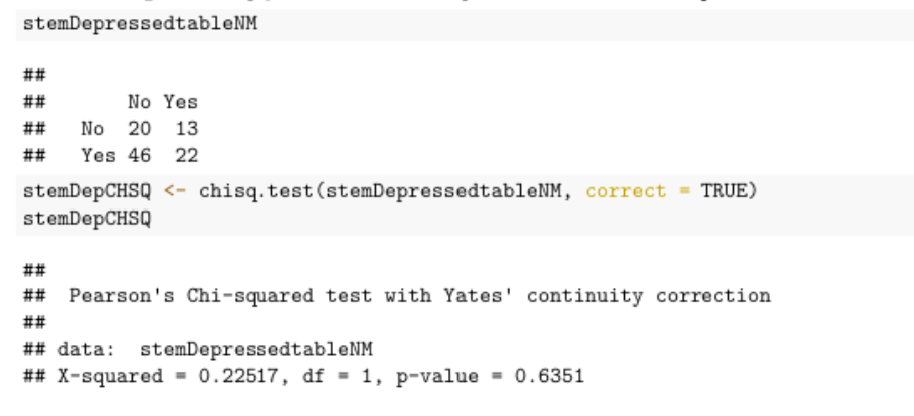 stemDepressedtableNM
##
##       No Yes
##   No  20  13
##   Yes 46  22
stemDepCHSQ <- chisq.test(stemDepressedtableNM, correct = TRUE)
stemDepCHSQ
##
##  Pearson's Chi-squared test with Yates' continuity correction
##
## data:  stemDepressedtableNM
## X-squared = 0.22517, df = 1, p-value = 0.6351